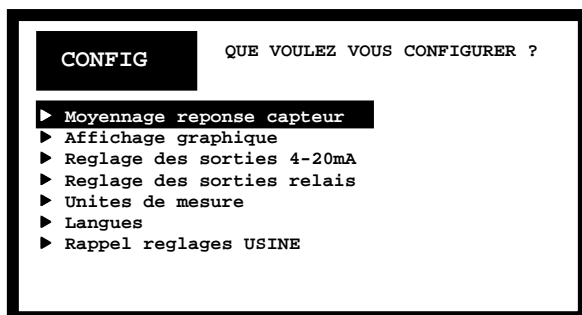 CONFIG
QUE VOULEZ VOUS CONFIGURER ?
Moyennage reponse capteur
Affichage graphique
Reglage des sorties 4-20mA
Reglage des sorties relais
Unites de mesure
Langues
Rappel reglages USINE